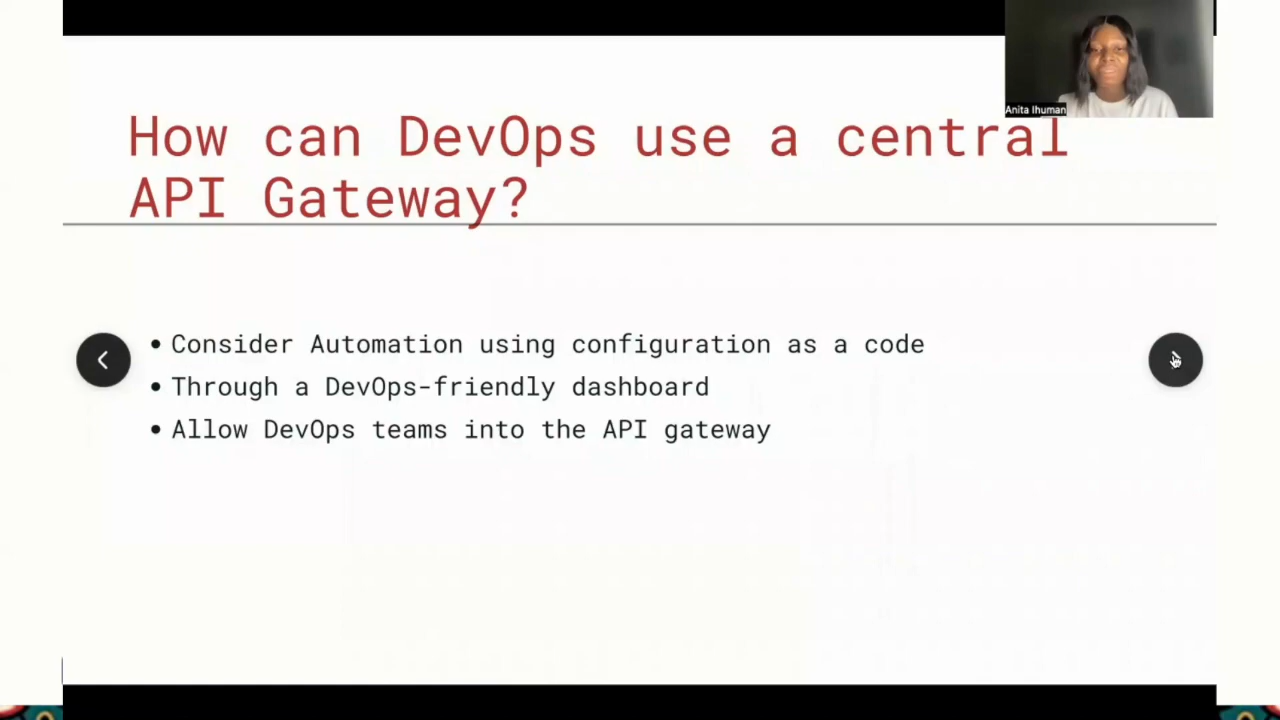 Anita Ihuman
How can DevOps use a central
API Gateway?
• Consider Automation using configuration as a code
• Through a DevOps-friendly dashboard
• Allow DevOps teams into the API gateway